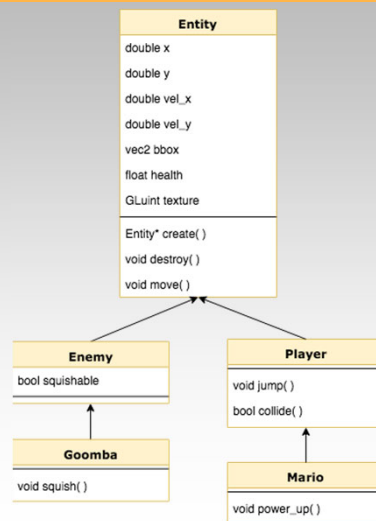 Entity
double x
double y
double vel_x
double vel_y
vec2 bbox
float health
GLuint texture
Entity* create( )
void destroy( )
void move( )
Enemy
bool squishable
Goomba
void squish( )
Player
void jump( )
bool collide( )
Mario
void power_up( )